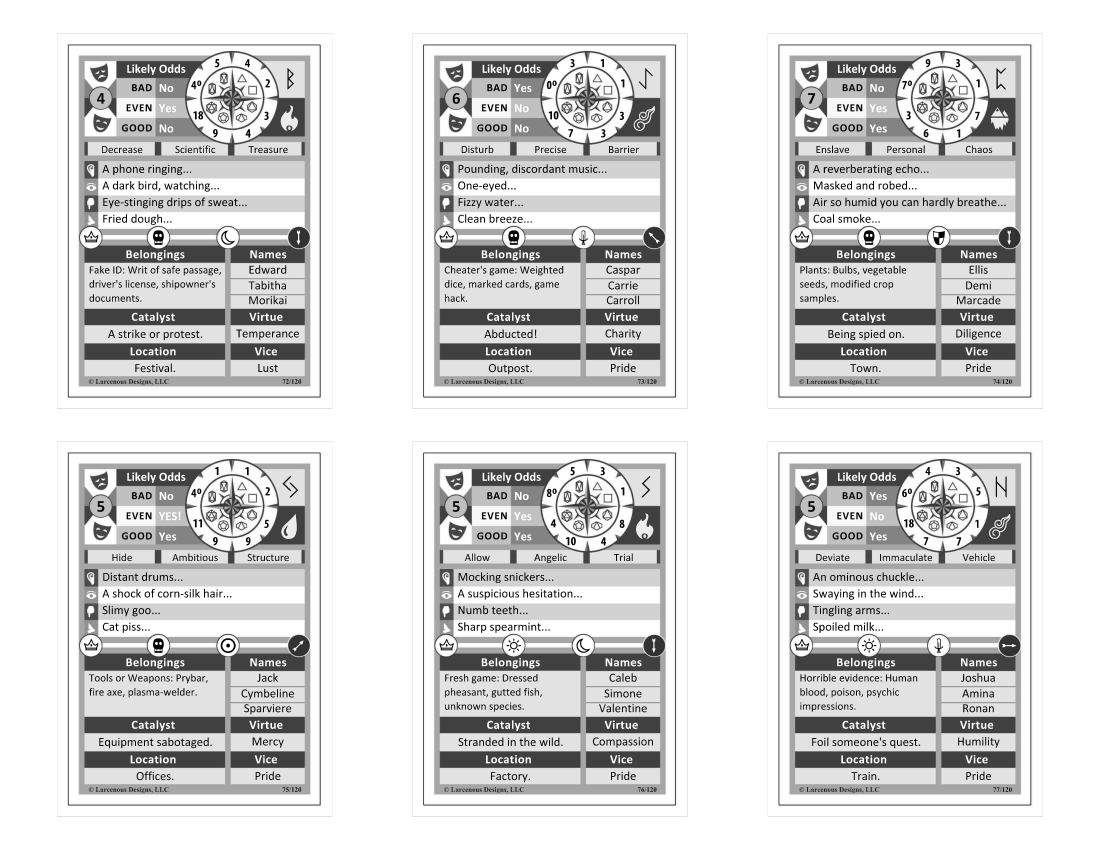 Likely Odds
5 4
4º 2
18 3
9 4
4
BAD No
EVEN Yes
GOOD No
Decrease Scientific Treasure
A phone ringing...
A dark bird, watching...
Eye-stinging drips of sweat...
Fried dough...
Belongings Names
Fake ID: Writ of safe passage, Edward
driver's license, shipowner's Tabitha
documents. Morikai
Catalyst Virtue
A strike or protest. Temperance
Location Vice
Festival. Lust
© Larcenous Designs, LLC 72/120
Likely Odds
3 1
0º 1
10 3
7 3
6
BAD Yes
EVEN No
GOOD No
Disturb Precise Barrier
Pounding, discordant music...
One-eyed...
Fizzy water...
Clean breeze...
Belongings Names
Cheater's game: Weighted Caspar
dice, marked cards, game Carrie
hack. Carroll
Catalyst Virtue
Abducted! Charity
Location Vice
Outpost. Pride
© Larcenous Designs, LLC 73/120
Likely Odds
9 3
7º 1
3 7
6 1
7
BAD No
EVEN Yes
GOOD Yes
Enslave Personal Chaos
A reverberating echo...
Masked and robed...
Air so humid you can hardly breathe...
Coal smoke...
Belongings Names
Plants: Bulbs, vegetable Ellis
seeds, modified crop Demi
samples. Marcade
Catalyst Virtue
Being spied on. Diligence
Location Vice
Town. Pride
© Larcenous Designs, LLC 74/120
Likely Odds
1 1
4º 2
11 5
9 9
5
BAD No
EVEN YES!
GOOD Yes
Hide Ambitious Structure
Distant drums...
A shock of corn-silk hair...
Slimy goo...
Cat piss...
Belongings Names
Tools or Weapons: Prybar, Jack
fire axe, plasma-welder. Cymbeline
Sparviere
Catalyst Virtue
Equipment sabotaged. Mercy
Location Vice
Offices. Pride
© Larcenous Designs, LLC 75/120
Likely Odds
5 3
8º 1
4 8
10 4
5
BAD No
EVEN Yes
GOOD Yes
Allow Angelic Trial
Mocking snickers...
A suspicious hesitation...
Numb teeth...
Sharp spearmint...
Belongings Names
Fresh game: Dressed Caleb
pheasant, gutted fish, Simone
unknown species. Valentine
Catalyst Virtue
Stranded in the wild. Compassion
Location Vice
Factory. Pride
© Larcenous Designs, LLC 76/120
Likely Odds
4 3
6º 5
18 1
7 7
5
BAD Yes
EVEN No
GOOD Yes
Deviate Immaculate Vehicle
An ominous chuckle...
Swaying in the wind...
Tingling arms...
Spoiled milk...
Belongings Names
Horrible evidence: Human Joshua
blood, poison, psychic Amina
impressions. Ronan
Catalyst Virtue
Foil someone's quest. Humility
Location Vice
Train. Pride
© Larcenous Designs, LLC 77/120